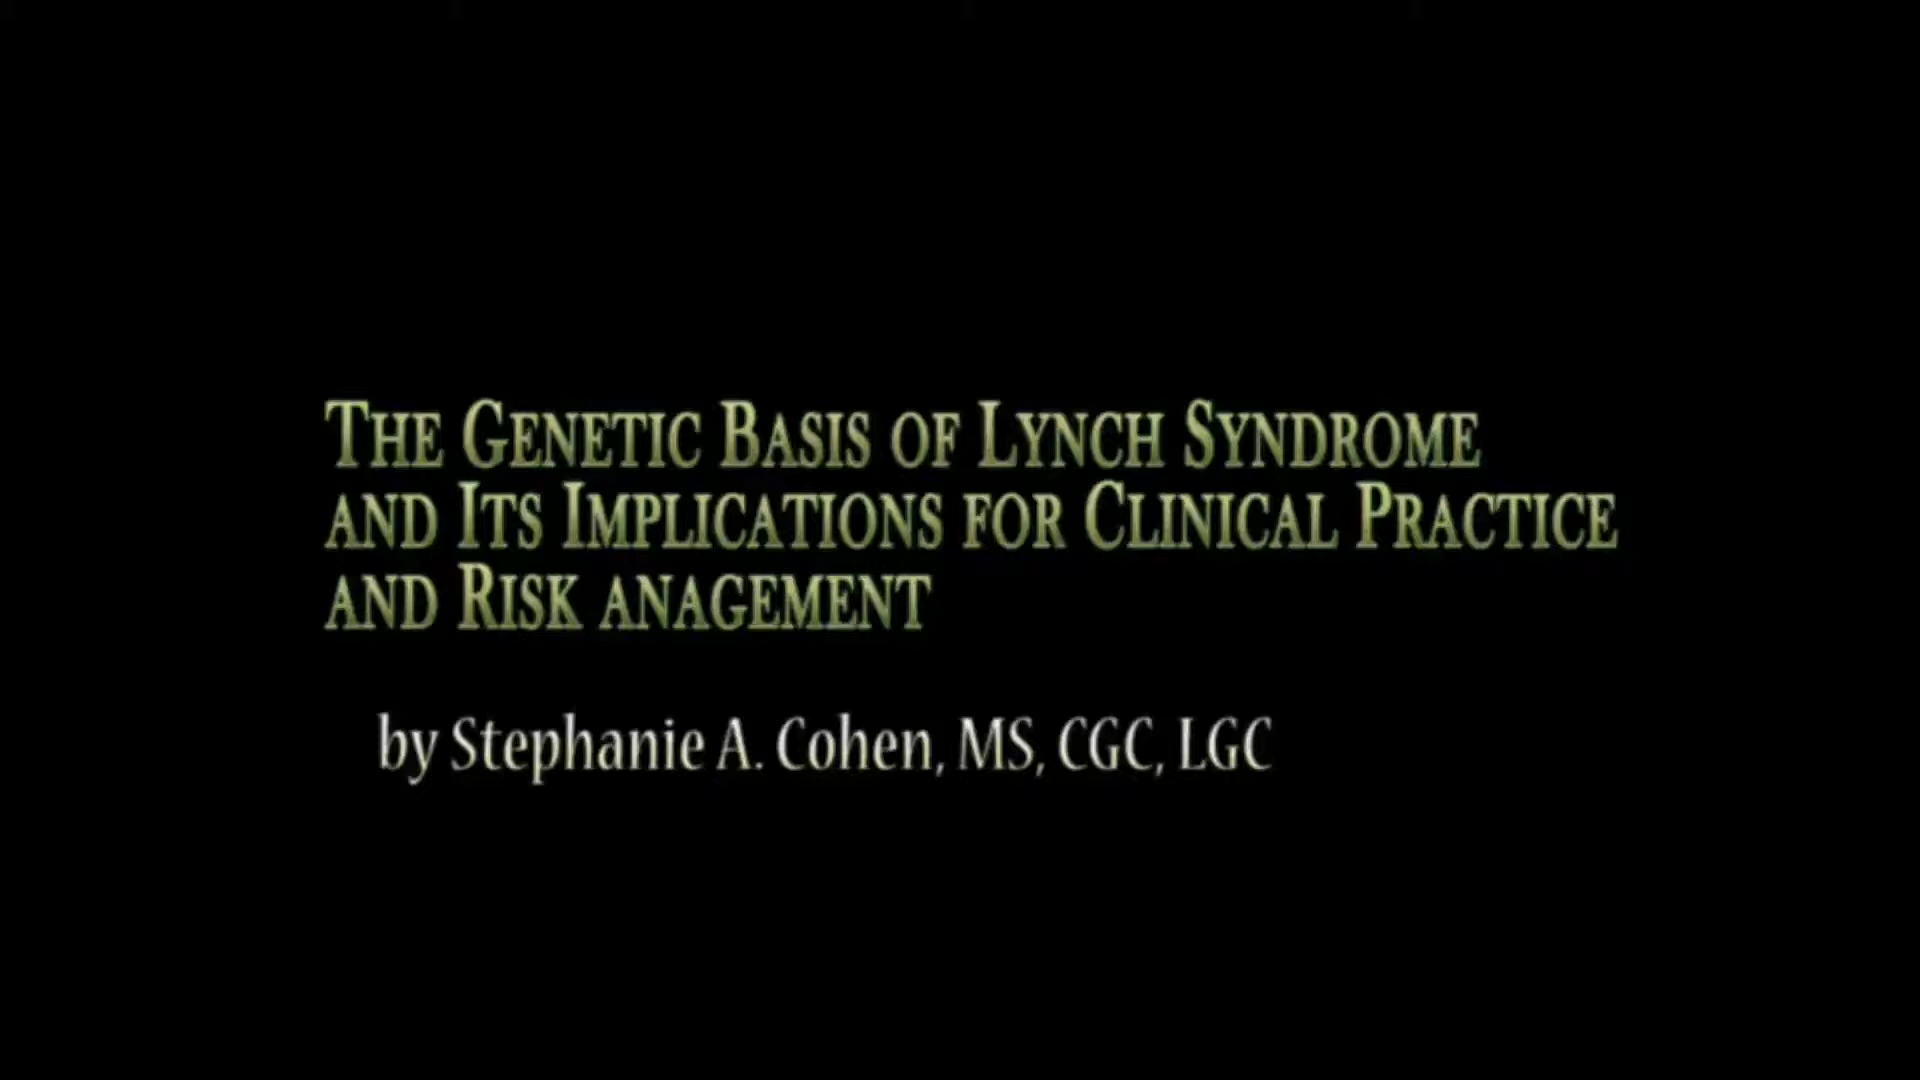 The Genetic Basis of Lynch Syndrome
and Its Implications for Clinical Practice
and Risk anagement
by Stephanie A. Cohen, MS, CGC, LGC